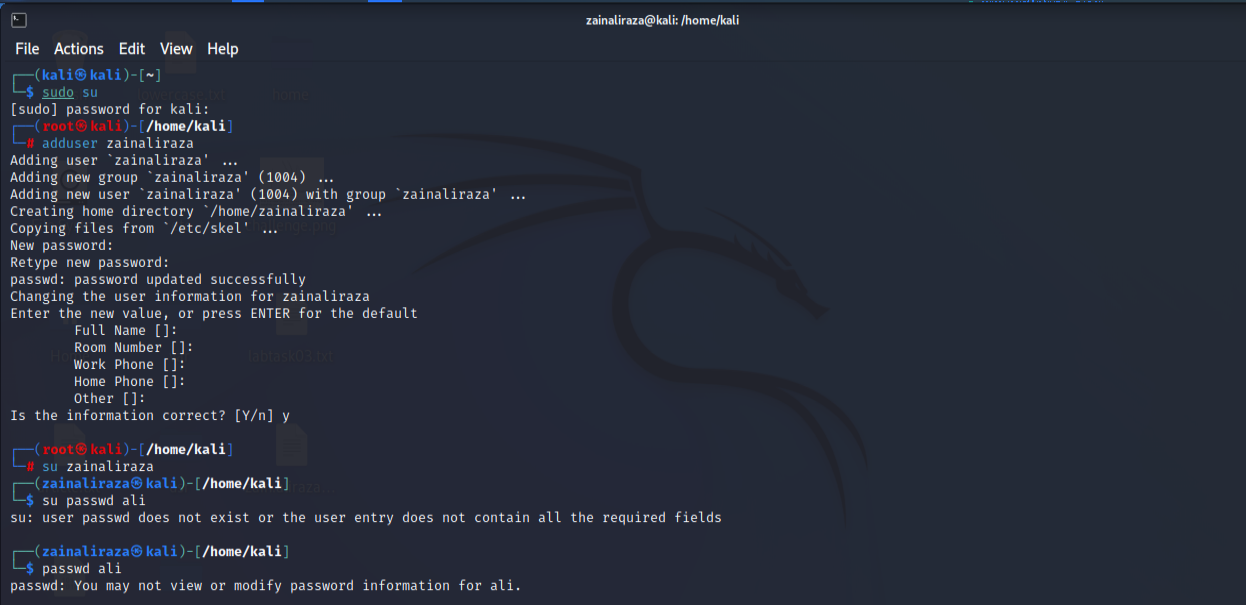 zainaliraza@kali: /home/kali
File Actions Edit View Help
┌──(kali㉿kali)-[~]
└─$ sudo su
[sudo] password for kali:
┌──(root㉿kali)-[/home/kali]
└─# adduser zainaliraza
Adding user `zainaliraza' ...
Adding new group `zainaliraza' (1004) ...
Adding new user `zainaliraza' (1004) with group `zainaliraza' ...
Creating home directory `/home/zainaliraza' ...
Copying files from `/etc/skel' ...
New password:
Retype new password:
passwd: password updated successfully
Changing the user information for zainaliraza
Enter the new value, or press ENTER for the default
Full Name []:
Room Number []:
Work Phone []:
Home Phone []:
Other []:
Is the information correct? [Y/n] y
┌──(root㉿kali)-[/home/kali]
└─# su zainaliraza
┌──(zainaliraza㉿kali)-[/home/kali]
└─$ su passwd ali
su: user passwd does not exist or the user entry does not contain all the required fields
┌──(zainaliraza㉿kali)-[/home/kali]
└─$ passwd ali
passwd: You may not view or modify password information for ali.